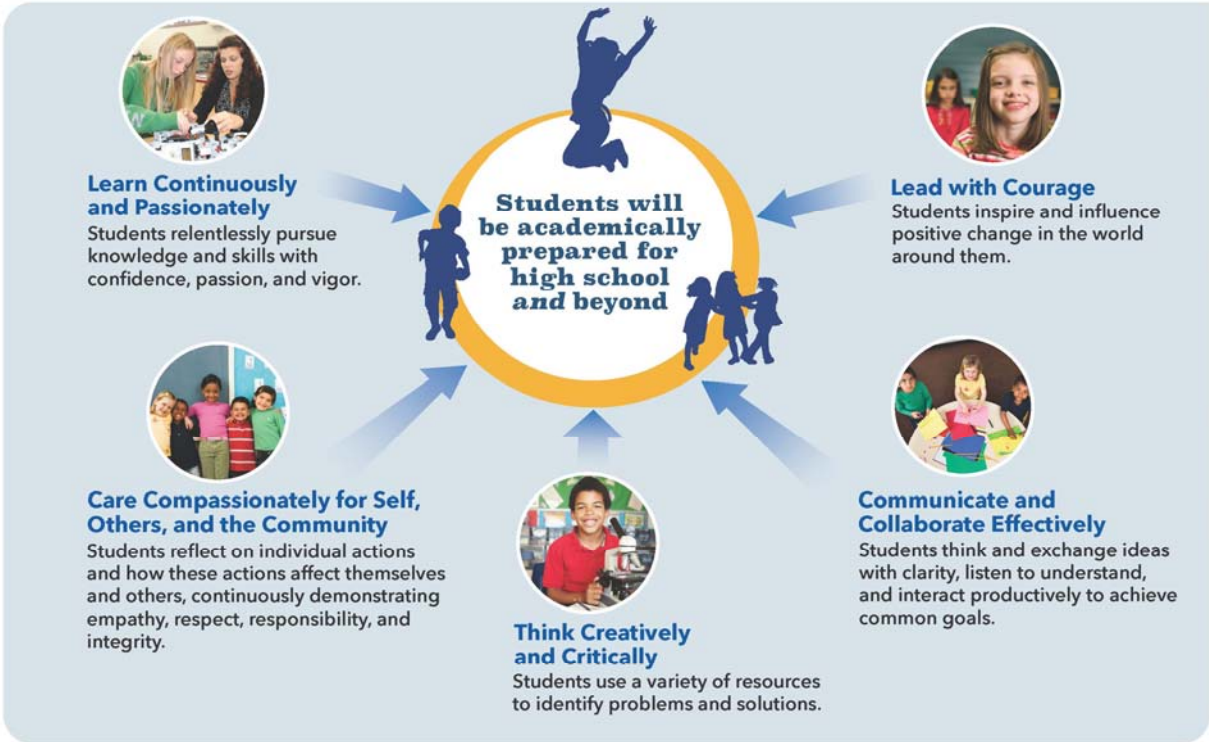 Students will
be academically
prepared for
high school
and beyond
Learn Continuously
and Passionately
Students relentlessly pursue
knowledge and skills with
confidence, passion, and vigor.
Lead with Courage
Students inspire and influence
positive change in the world
around them.
Care Compassionately for Self,
Others, and the Community
Students reflect on individual actions
and how these actions affect themselves
and others, continuously demonstrating
empathy, respect, responsibility, and
integrity.
Think Creatively
and Critically
Students use a variety of resources
to identify problems and solutions.
Communicate and
Collaborate Effectively
Students think and exchange ideas
with clarity, listen to understand,
and interact productively to achieve
common goals.